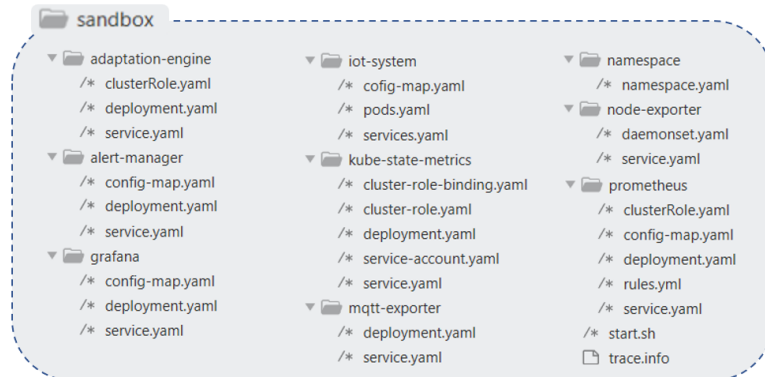 sandbox
adaptation-engine
/* clusterRole.yaml
/* deployment.yaml
/* service.yaml
alert-manager
/* config-map.yaml
/* deployment.yaml
/* service.yaml
grafana
/* config-map.yaml
/* deployment.yaml
/* service.yaml
iot-system
/* cofig-map.yaml
/* pods.yaml
/* services.yaml
kube-state-metrics
/* cluster-role-binding.yaml
/* cluster-role.yaml
/* deployment.yaml
/* service-account.yaml
/* service.yaml
mqtt-exporter
/* deployment.yaml
/* service.yaml
namespace
/* namespace.yaml
node-exporter
/* daemonset.yaml
/* service.yaml
prometheus
/* clusterRole.yaml
/* config-map.yaml
/* deployment.yaml
/* rules.yml
/* service.yaml
/* start.sh
trace.info